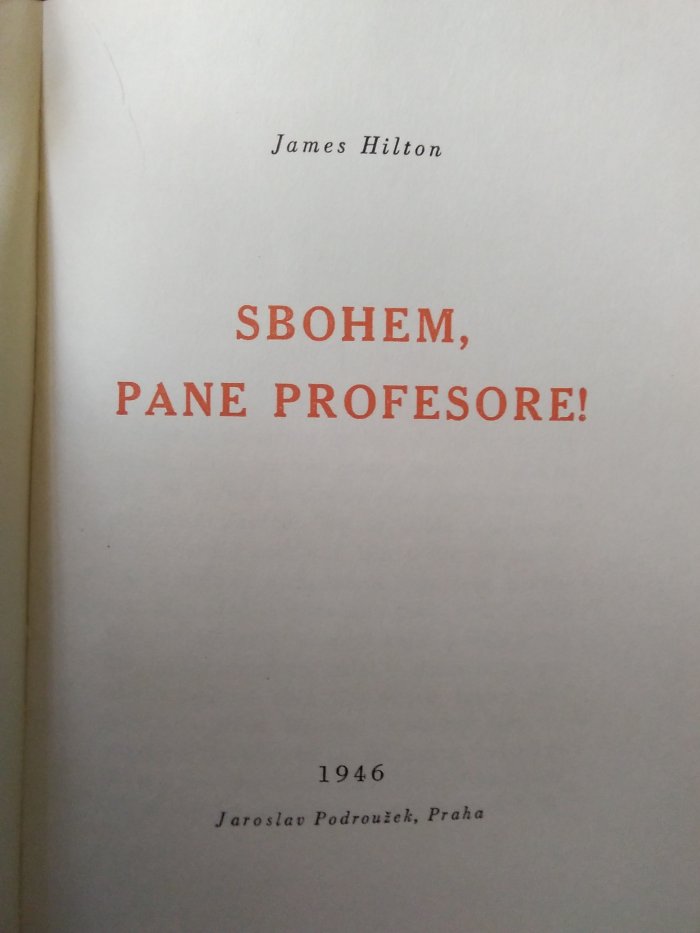 James Hilton
SBOHEM,
PANE PROFESORE!
1946
Jaroslav Podroužek, Praha